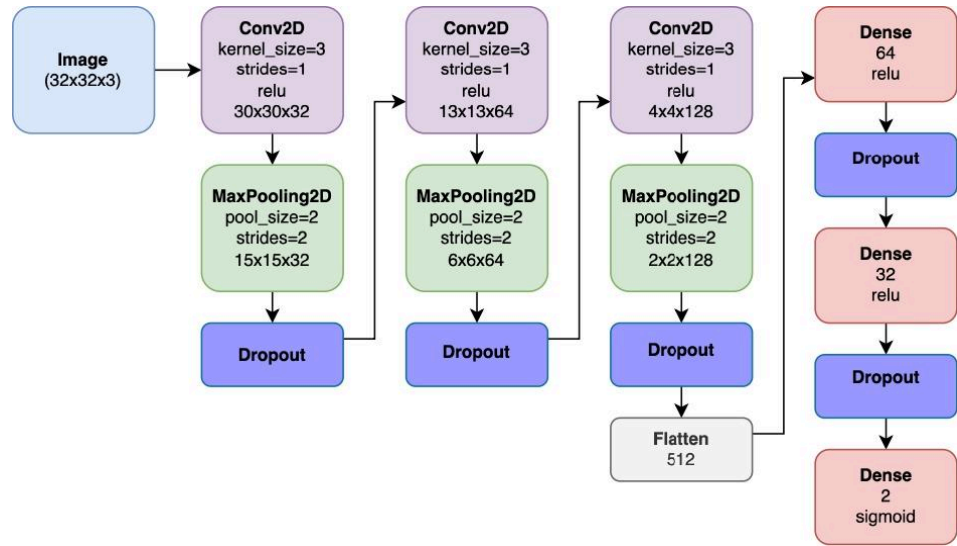 Image
(32x32x3)
Conv2D
kernel_size=3
strides=1
relu
30x30x32
MaxPooling2D
pool_size=2
strides=2
15x15x32
Dropout
Conv2D
kernel_size=3
strides=1
relu
13x13x64
MaxPooling2D
pool_size=2
strides=2
6x6x64
Dropout
Conv2D
kernel_size=3
strides=1
relu
4x4x128
MaxPooling2D
pool_size=2
strides=2
2x2x128
Dropout
Flatten
512
Dense
64
relu
Dropout
Dense
32
relu
Dropout
Dense
2
sigmoid